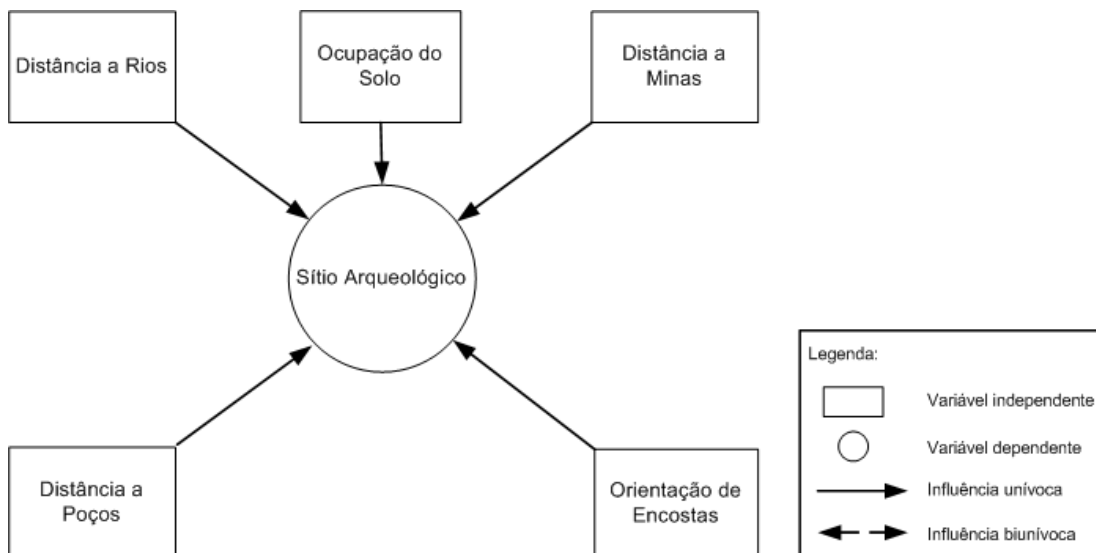 Distância a Rios
Ocupação do
Solo
Distância a
Minas
Sítio Arqueológico
Distância a
Poços
Orientação de
Encostas
Legenda:
Variável independente
Variável dependente
Influência unívoca
Influência biunívoca